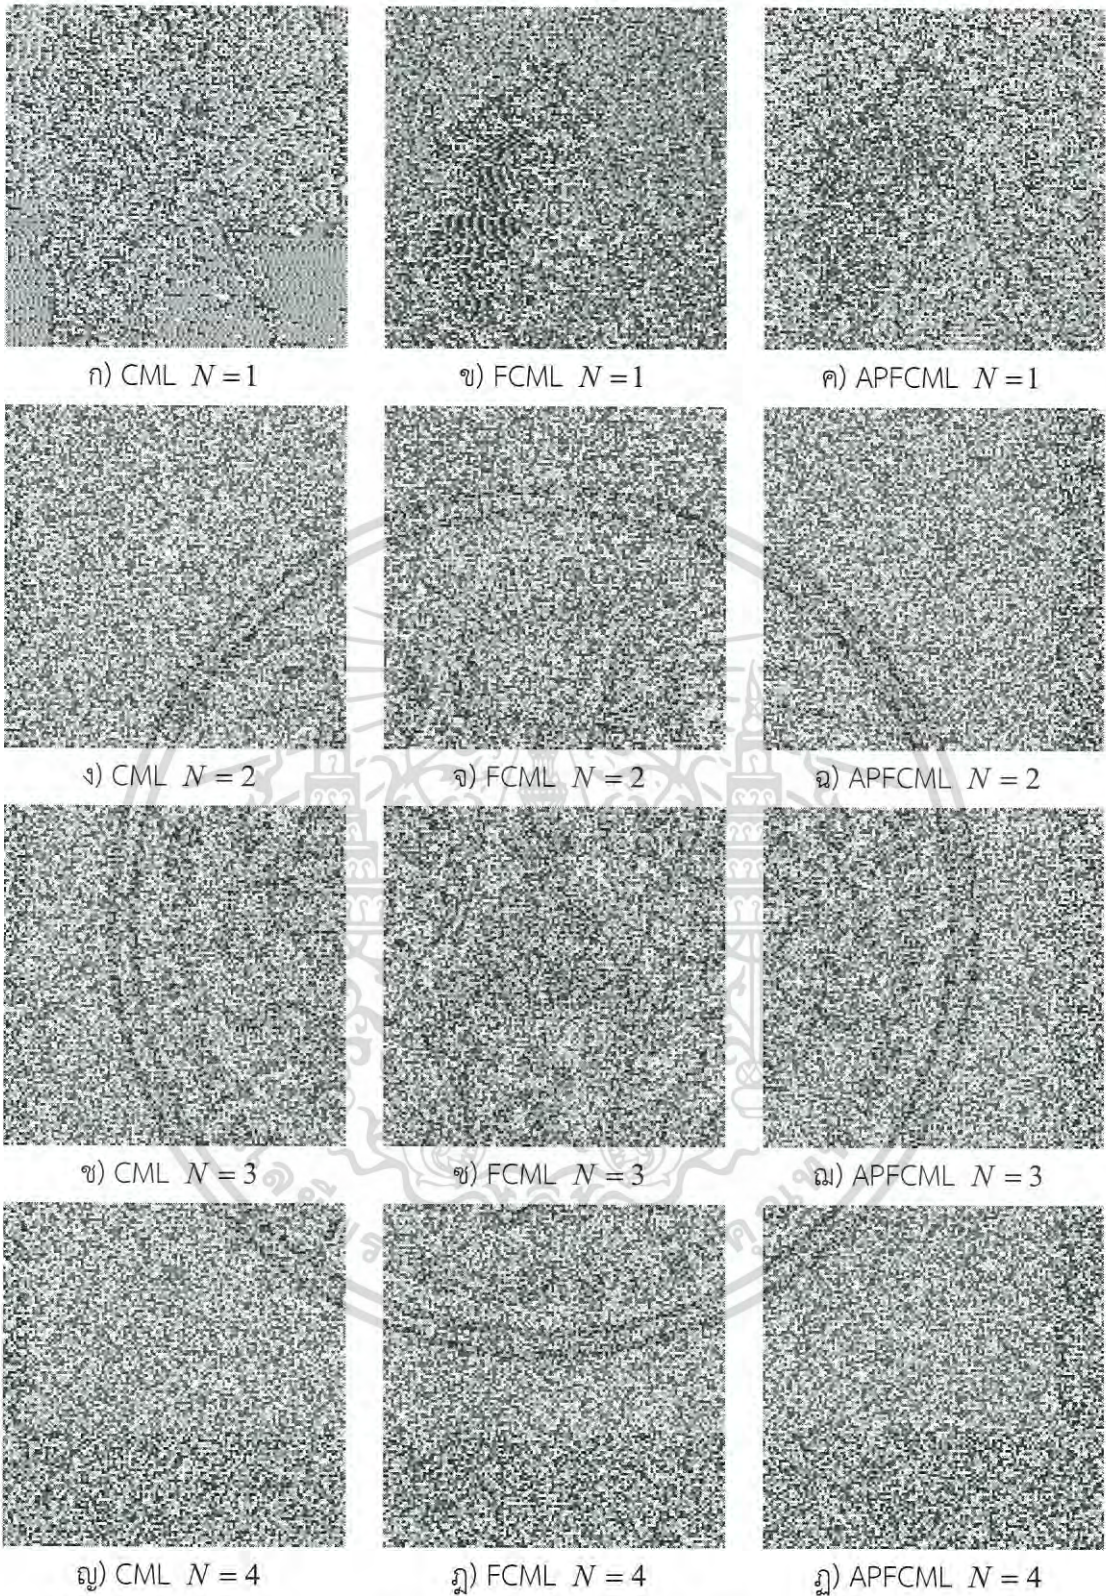 ก) CML N = 1 ข) FCML N = 1 ค) APFCML N = 1
ง) CML N = 2 จ) FCML N = 2 ฉ) APFCML N = 2
ช) CML N = 3 ซ) FCML N = 3 ฌ) APFCML N = 3
ญ) CML N = 4 ฎ) FCML N = 4 ฏ) APFCML N = 4